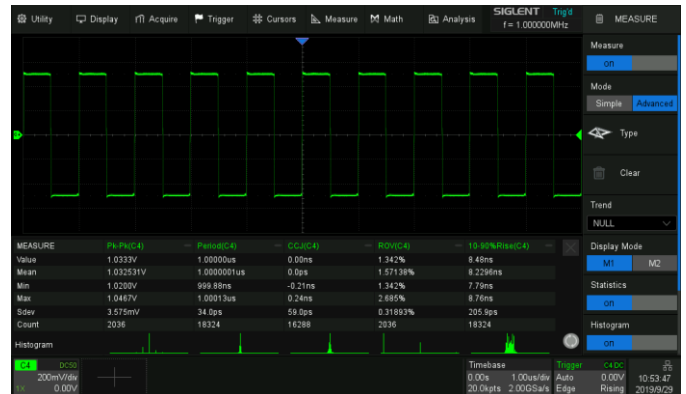 Utility Display Acquire Trigger Cursors Measure Math Analysis SIGLENT Trig'd
f = 1.000000MHz
MEASURE
Measure
on
Mode
Simple Advanced
Type
Clear
Trend
NULL
Display Mode
M1 M2
Statistics
on
Histogram
on
MEASURE Pk-Pk(C4) Period(C4) CCJ(C4) ROV(C4) 10-90%Rise(C4)
Value 1.0333V 1.00000us 0.00ns 1.342% 8.48ns
Mean 1.032531V 1.0000001us 0.0ps 1.57138% 8.2296ns
Min 1.0200V 999.88ns -0.21ns 1.342% 7.79ns
Max 1.0467V 1.00013us 0.24ns 2.685% 8.76ns
Sdev 3.575mV 34.0ps 59.0ps 0.31893% 205.9ps
Count 2036 18324 16288 2036 18324
Histogram
C4 DC50
200mV/div
1X 0.00V
Timebase
0.00s 1.00us/div
20.0kpts 2.00GSa/s
Trigger C4 DC
Auto 0.00V
Edge Rising
10:53:47
2019/9/29